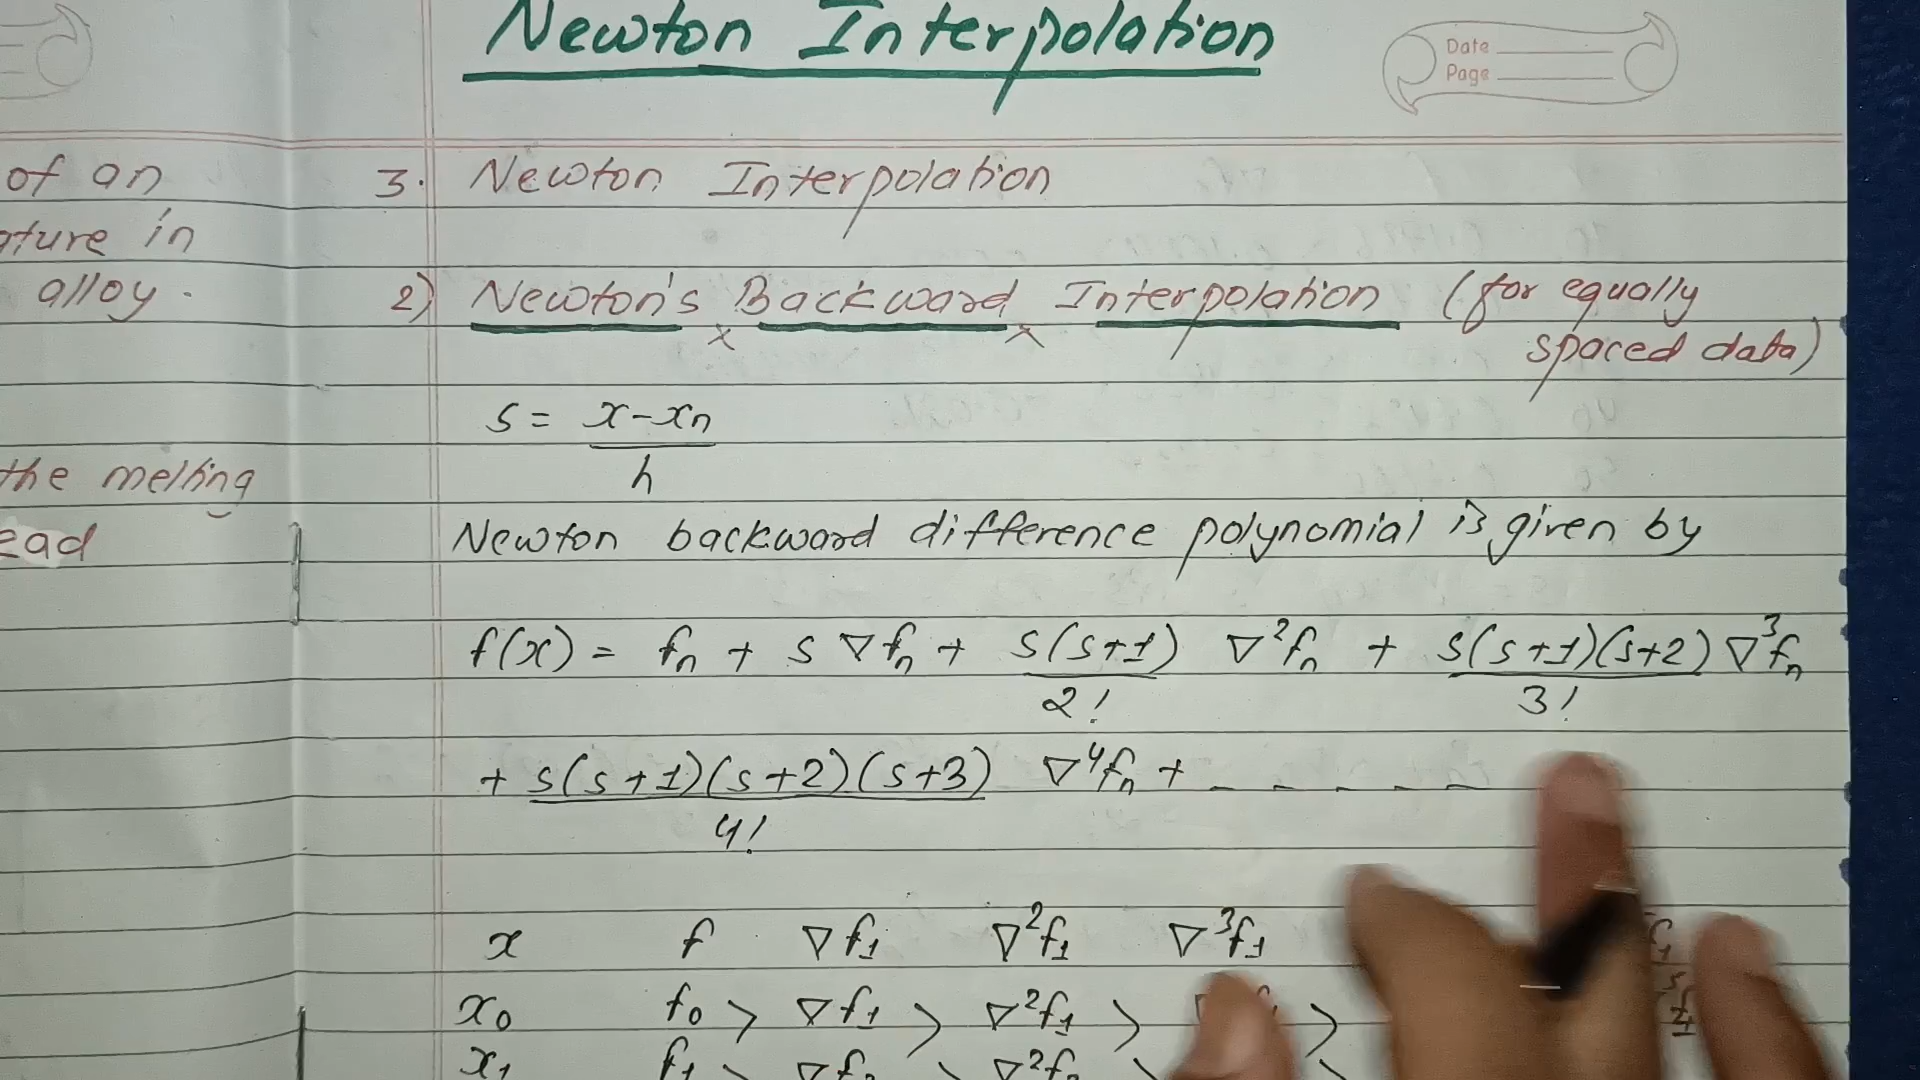 Newton Interpolation
Date
Page
of an
ature in
alloy.
the melting
ead
3. Newton Interpolation
2) Newton's Backward Interpolation (for equally
spaced data)
s = x-xn
h
Newton backward difference polynomial is given by
f(x) = fn + s ∇fn + s(s+1) ∇²fn + s(s+1)(s+2) ∇³fn
2! 3!
+ s(s+1)(s+2)(s+3) ∇⁴fn + - - - - -
4!
x f ∇f1 ∇²f1 ∇³f1
x0 f0 > ∇f1 > ∇²f1 > >
x1 f1